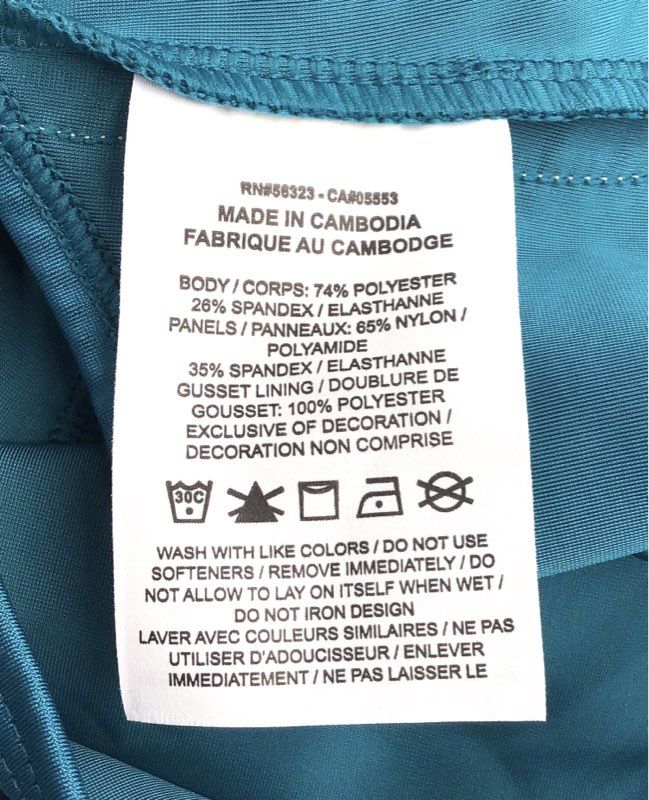 RN#56323 - CA#05553
MADE IN CAMBODIA
FABRIQUE AU CAMBODGE
BODY / CORPS: 74% POLYESTER
26% SPANDEX / ELASTHANNE
PANELS / PANNEAUX: 65% NYLON /
POLYAMIDE
35% SPANDEX / ELASTHANNE
GUSSET LINING / DOUBLURE DE
GOUSSET: 100% POLYESTER
EXCLUSIVE OF DECORATION /
DECORATION NON COMPRISE
30C
WASH WITH LIKE COLORS / DO NOT USE
SOFTENERS / REMOVE IMMEDIATELY / DO
NOT ALLOW TO LAY ON ITSELF WHEN WET /
DO NOT IRON DESIGN
LAVER AVEC COULEURS SIMILAIRES / NE PAS
UTILISER D'ADOUCISSEUR / ENLEVER
IMMEDIATEMENT / NE PAS LAISSER LE